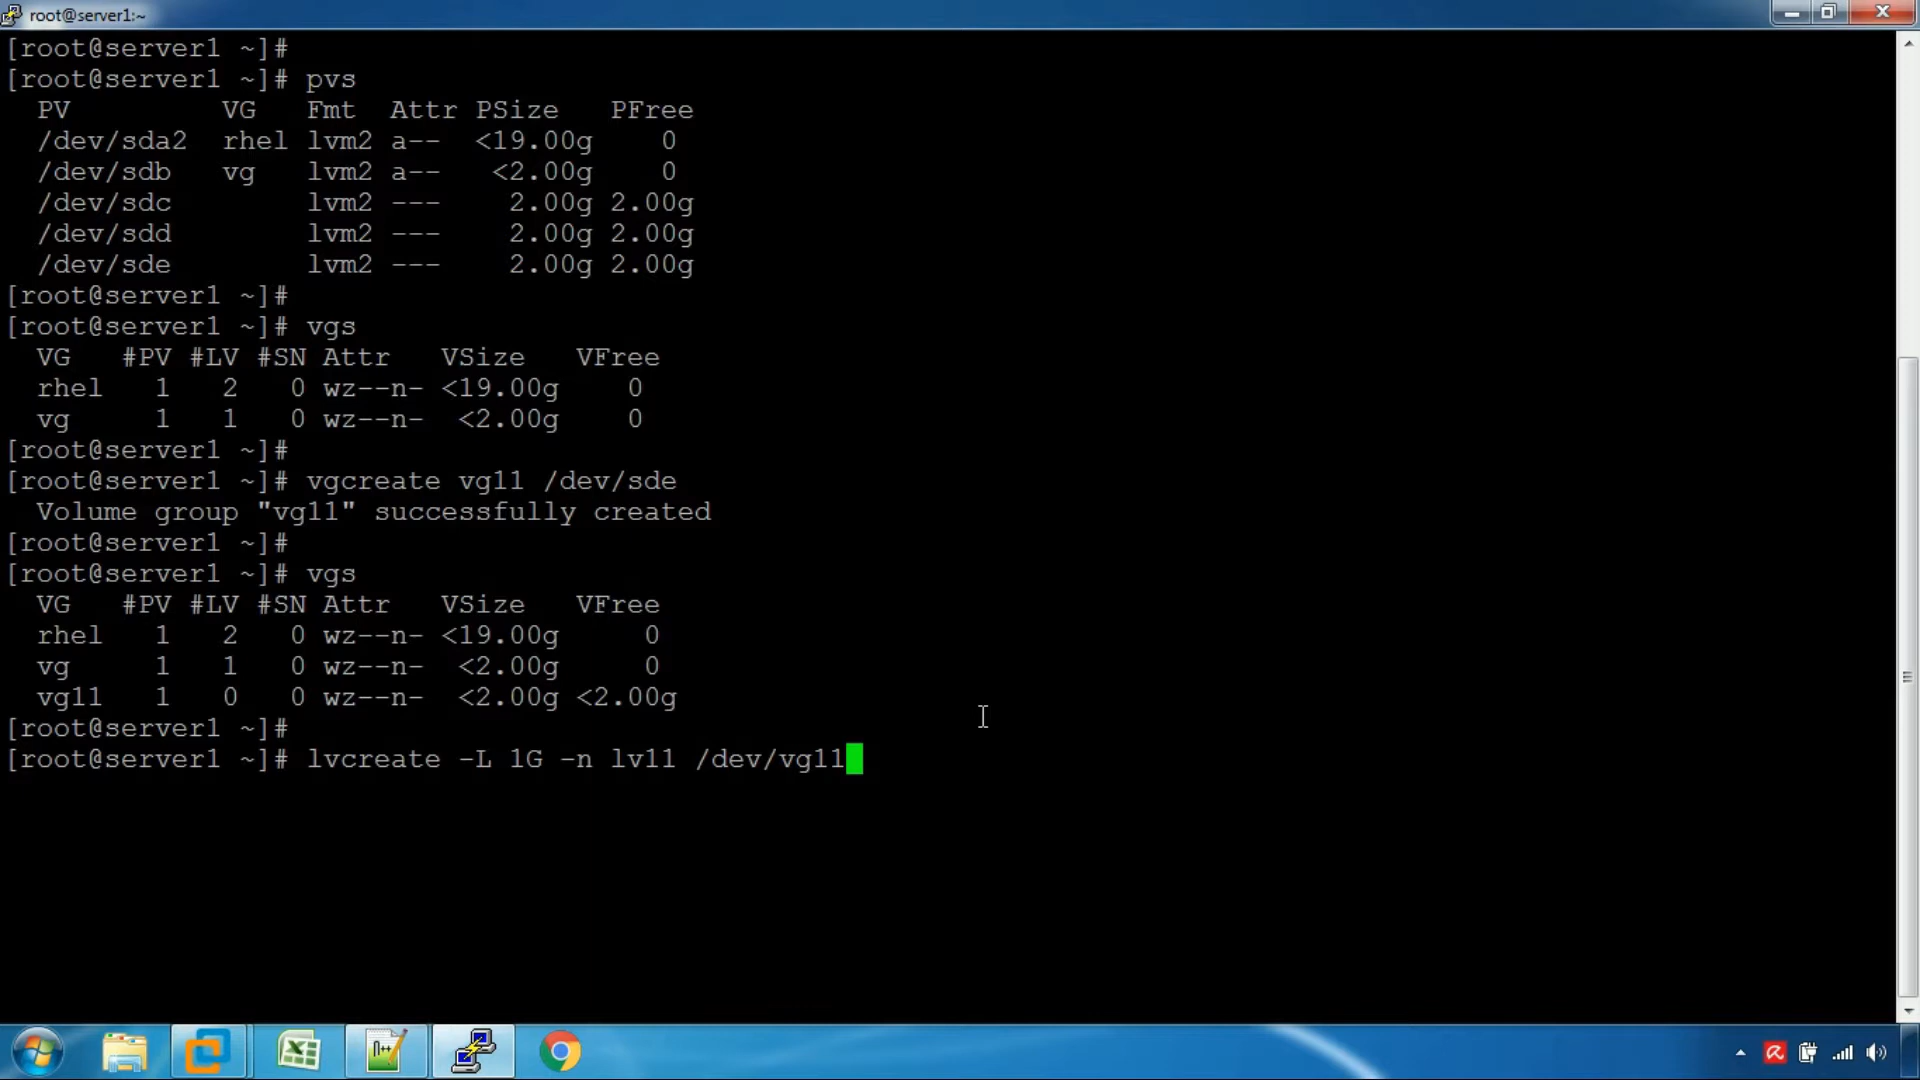 root@server1:~
[root@server1 ~]#
[root@server1 ~]# pvs
  PV         VG   Fmt  Attr PSize   PFree
  /dev/sda2  rhel lvm2 a--  <19.00g    0
  /dev/sdb   vg   lvm2 a--   <2.00g    0
  /dev/sdc        lvm2 ---    2.00g 2.00g
  /dev/sdd        lvm2 ---    2.00g 2.00g
  /dev/sde        lvm2 ---    2.00g 2.00g
[root@server1 ~]#
[root@server1 ~]# vgs
  VG   #PV #LV #SN Attr   VSize   VFree
  rhel   1   2   0 wz--n- <19.00g    0
  vg     1   1   0 wz--n-  <2.00g    0
[root@server1 ~]#
[root@server1 ~]# vgcreate vg11 /dev/sde
  Volume group "vg11" successfully created
[root@server1 ~]#
[root@server1 ~]# vgs
  VG   #PV #LV #SN Attr   VSize   VFree
  rhel   1   2   0 wz--n- <19.00g     0
  vg     1   1   0 wz--n-  <2.00g     0
  vg11   1   0   0 wz--n-  <2.00g <2.00g
[root@server1 ~]#
[root@server1 ~]# lvcreate -L 1G -n lv11 /dev/vg11